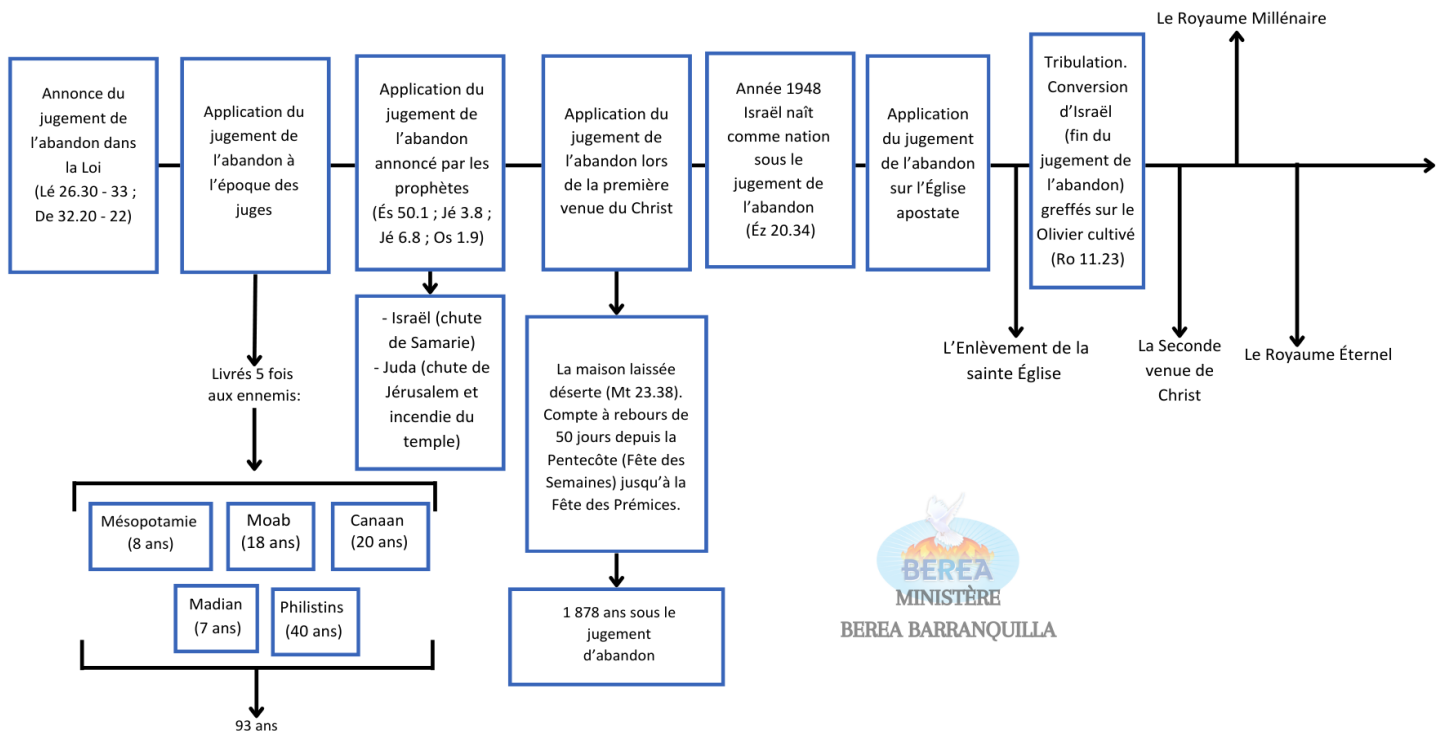 Le Royaume Millénaire
Annonce du
jugement de
l'abandon dans
la Loi
(Lé 26.30 - 33 ;
De 32.20 - 22)
Application du
jugement de
l'abandon à
l'époque des
juges
Application du
jugement de
l'abandon
annoncé par les
prophètes
(És 50.1 ; Jé 3.8 ;
Jé 6.8 ; Os 1.9)
Application du
jugement de
l'abandon lors
de la première
venue du Christ
Année 1948
Israël naît
comme nation
sous le
jugement de
l'abandon
(Éz 20.34)
Application
du jugement
de l'abandon
sur l'Église
apostate
Tribulation.
Conversion
d'Israël
(fin du
jugement de
l'abandon)
greffés sur le
Olivier cultivé
(Ro 11.23)
L'Enlèvement de la
sainte Église
La Seconde
venue de
Christ
Le Royaume Éternel
Livrés 5 fois
aux ennemis:
- Israël (chute
de Samarie)
- Juda (chute de
Jérusalem et
incendie du
temple)
La maison laissée
déserte (Mt 23.38).
Compte à rebours de
50 jours depuis la
Pentecôte (Fête des
Semaines) jusqu'à la
Fête des Prémices.
Mésopotamie
(8 ans)
Moab
(18 ans)
Canaan
(20 ans)
Madian
(7 ans)
Philistins
(40 ans)
93 ans
1 878 ans sous le
jugement
d'abandon
BEREA
MINISTÈRE
BEREA BARRANQUILLA